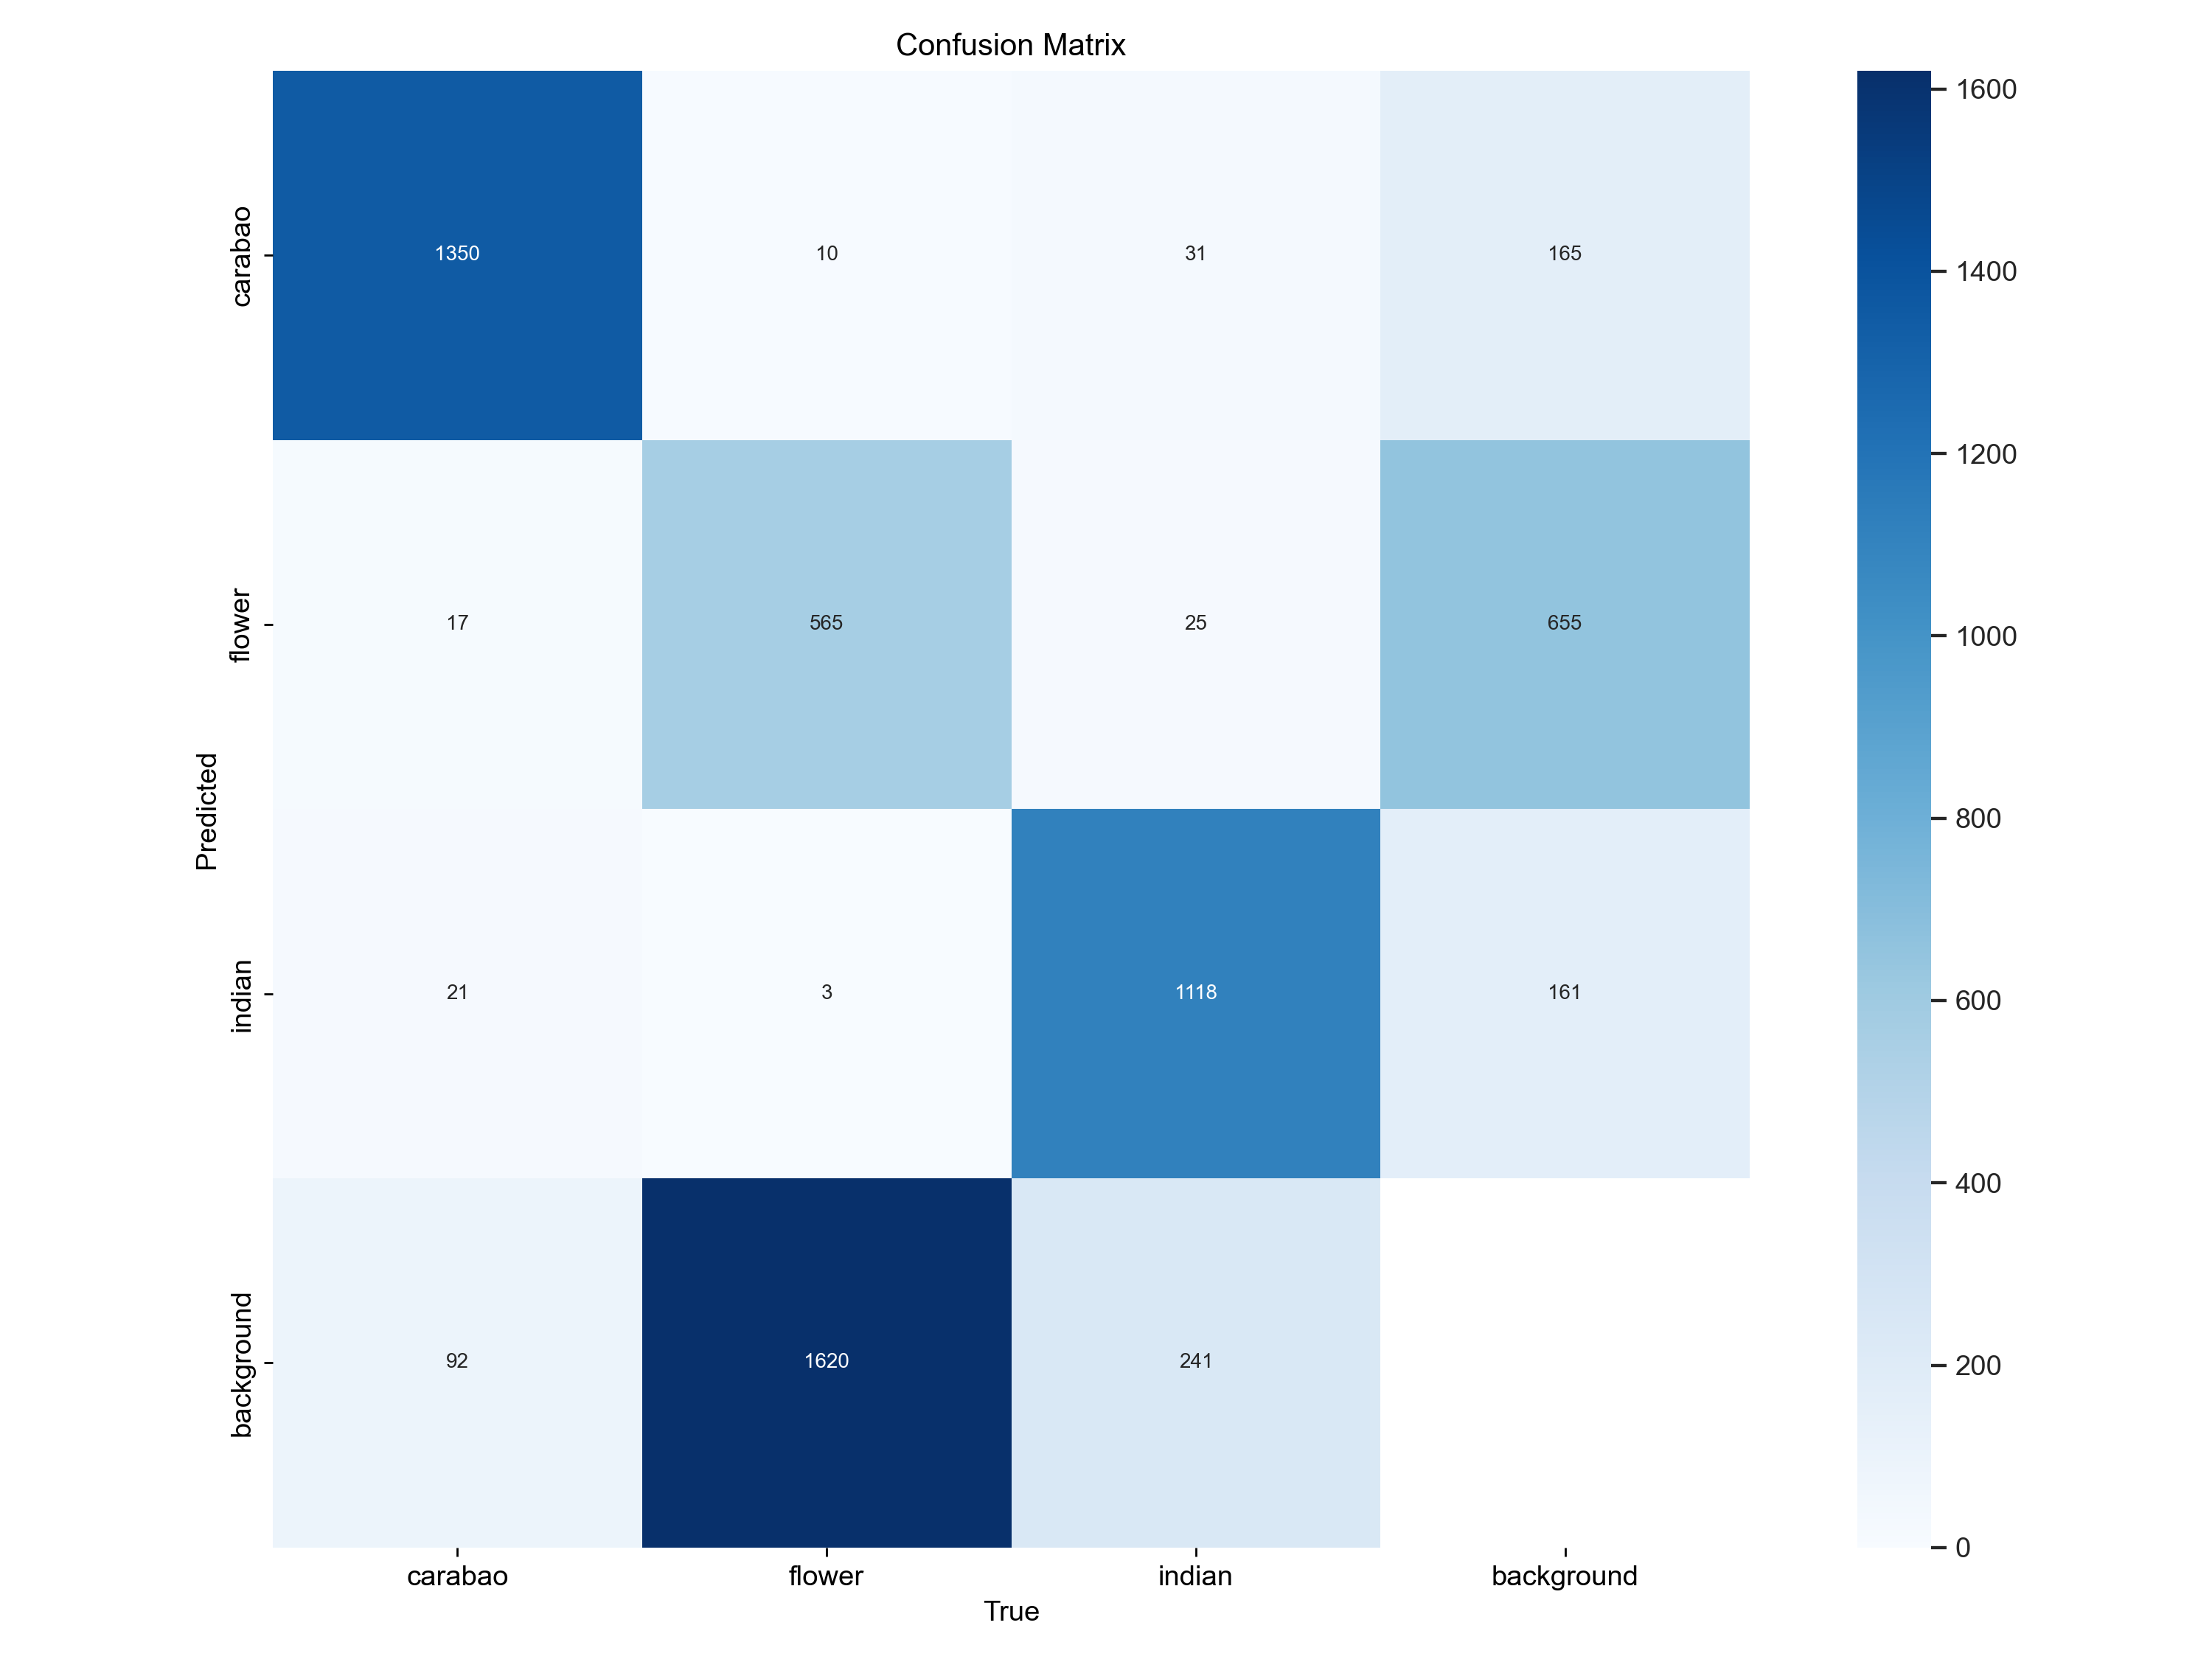 Confusion Matrix
carabao
1350
10
31
165
flower
17
565
25
655
indian
21
3
1118
161
background
92
1620
241
Predicted
carabao
flower
indian
background
True
1600
1400
1200
1000
800
600
400
200
0